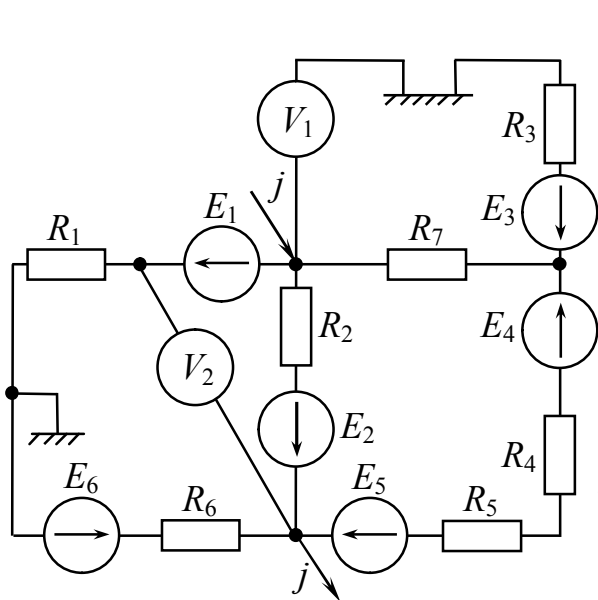 V₁
R₃
j
E₁
E₃
R₁
R₇
R₂
E₄
V₂
E₂
R₄
E₆
E₅
R₆
R₅
j